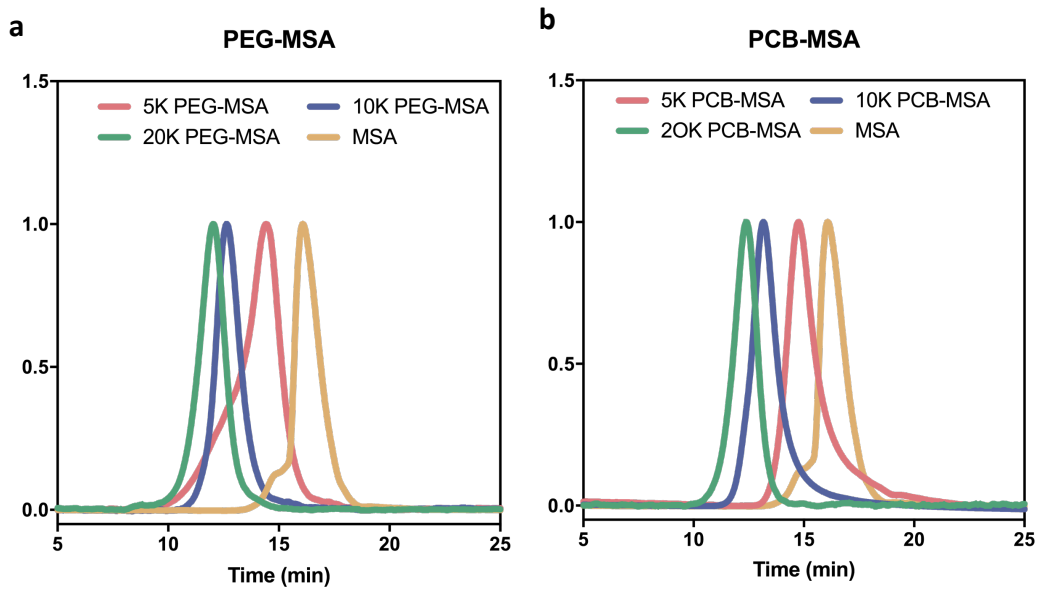 a
PEG-MSA
1.5
5K PEG-MSA
10K PEG-MSA
20K PEG-MSA
MSA
1.0
0.5
0.0
5
10
15
20
25
Time (min)
b
PCB-MSA
1.5
5K PCB-MSA
10K PCB-MSA
2OK PCB-MSA
MSA
1.0
0.5
0.0
5
10
15
20
25
Time (min)